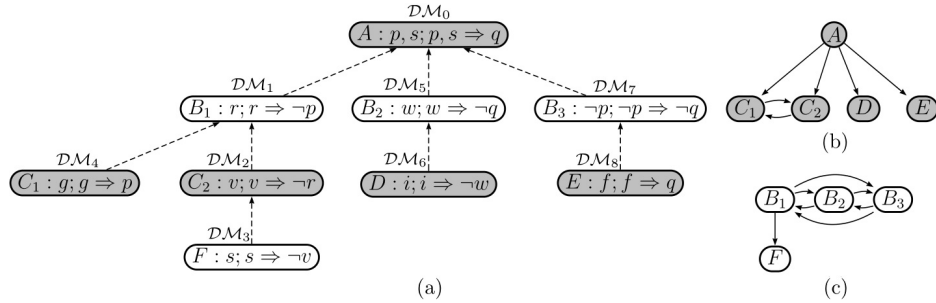 𝒟ℳ₀
A : p, s; p, s ⇒ q
A
𝒟ℳ₁ 𝒟ℳ₅ 𝒟ℳ₇
B₁ : r; r ⇒ ¬p B₂ : w; w ⇒ ¬q B₃ : ¬p; ¬p ⇒ ¬q
C₁ C₂ D E
(b)
𝒟ℳ₄ 𝒟ℳ₂ 𝒟ℳ₆ 𝒟ℳ₈
C₁ : g; g ⇒ p C₂ : v; v ⇒ ¬r D : i; i ⇒ ¬w E : f; f ⇒ q
B₁ B₂ B₃
𝒟ℳ₃
F : s; s ⇒ ¬v
F
(a) (c)